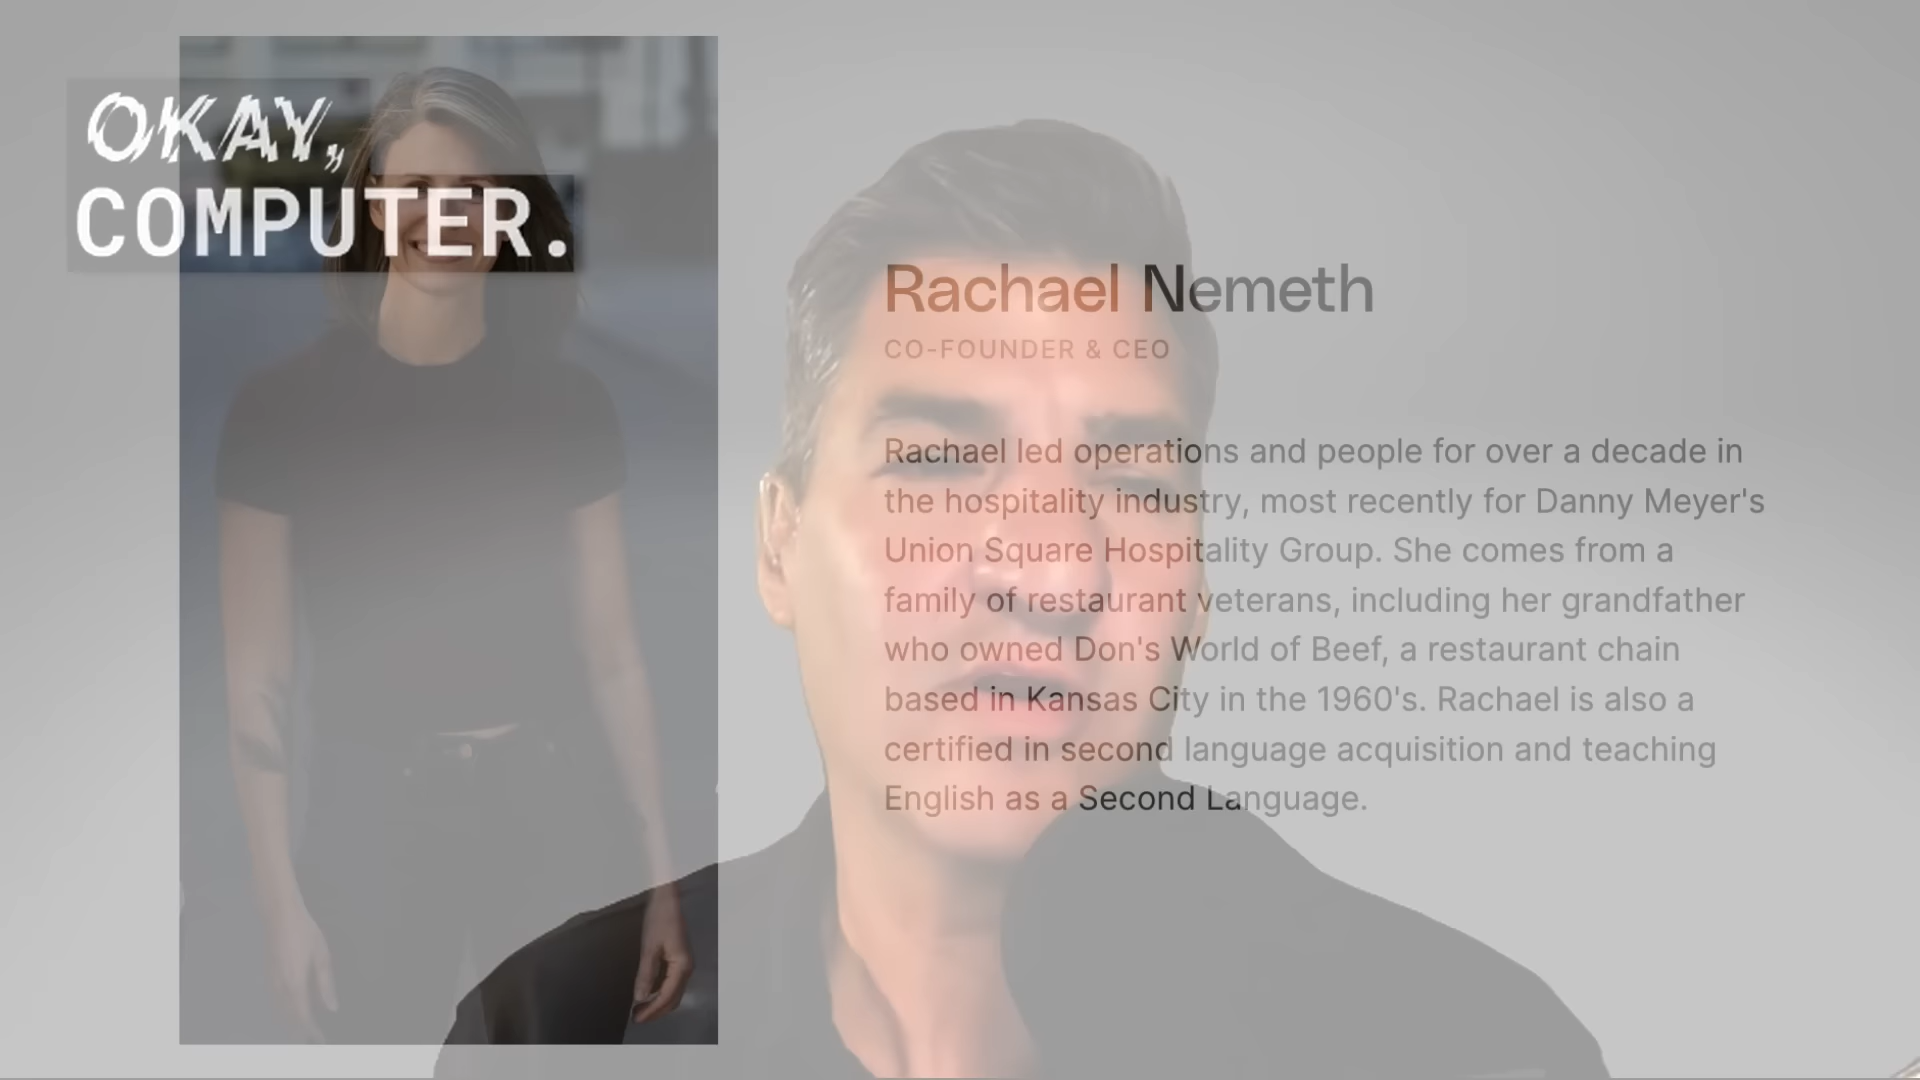 OKAY,
COMPUTER.
Rachael Nemeth
CO-FOUNDER & CEO
Rachael led operations and people for over a decade in
the hospitality industry, most recently for Danny Meyer's
Union Square Hospitality Group. She comes from a
family of restaurant veterans, including her grandfather
who owned Don's World of Beef, a restaurant chain
based in Kansas City in the 1960's. Rachael is also a
certified in second language acquisition and teaching
English as a Second Language.